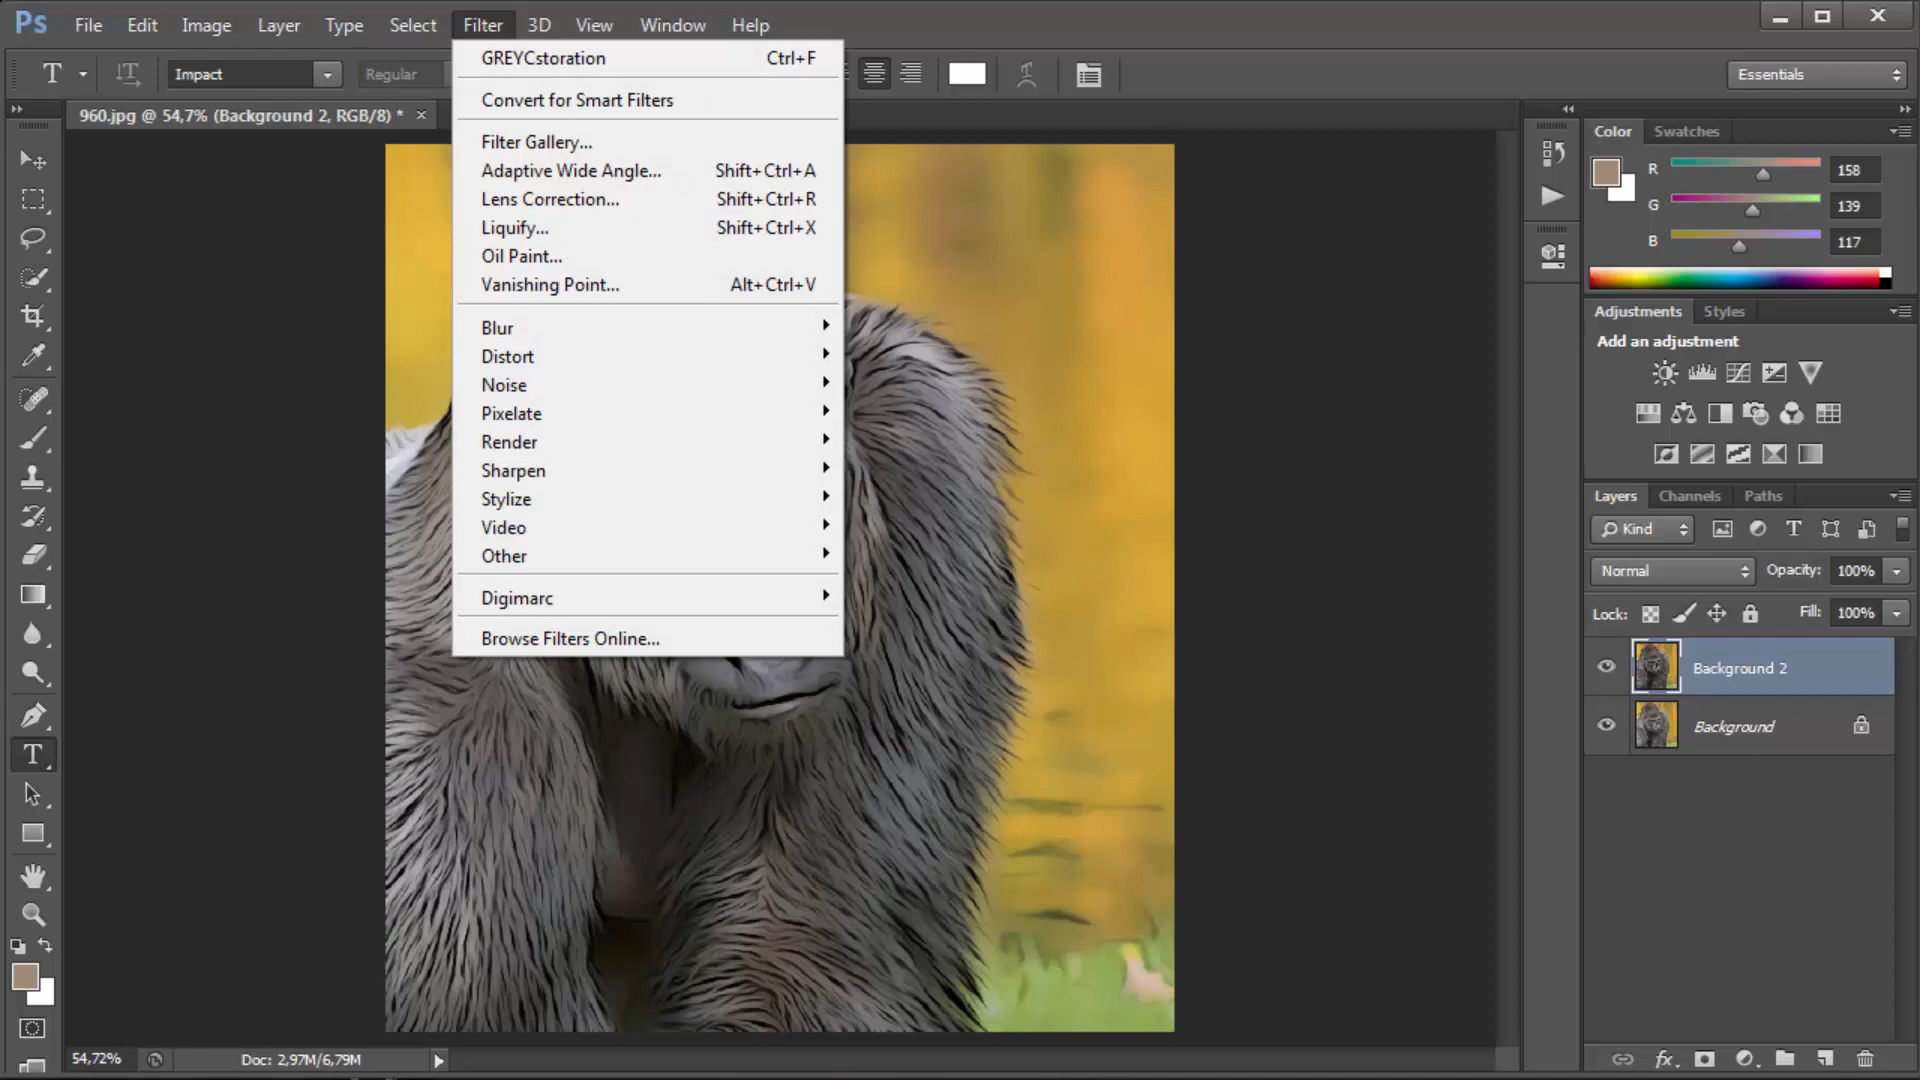 Ps File Edit Image Layer Type Select Filter 3D View Window Help
T Impact Regular Essentials
960.jpg @ 54,7% (Background 2, RGB/8) * ×
GREYCstoration Ctrl+F
Convert for Smart Filters
Filter Gallery...
Adaptive Wide Angle... Shift+Ctrl+A
Lens Correction... Shift+Ctrl+R
Liquify... Shift+Ctrl+X
Oil Paint...
Vanishing Point... Alt+Ctrl+V
Blur
Distort
Noise
Pixelate
Render
Sharpen
Stylize
Video
Other
Digimarc
Browse Filters Online...
Color Swatches
R 158
G 139
B 117
Adjustments Styles
Add an adjustment
Layers Channels Paths
Kind
Normal Opacity: 100%
Lock: Fill: 100%
Background 2
Background
54,72% Doc: 2,97M/6,79M
fx